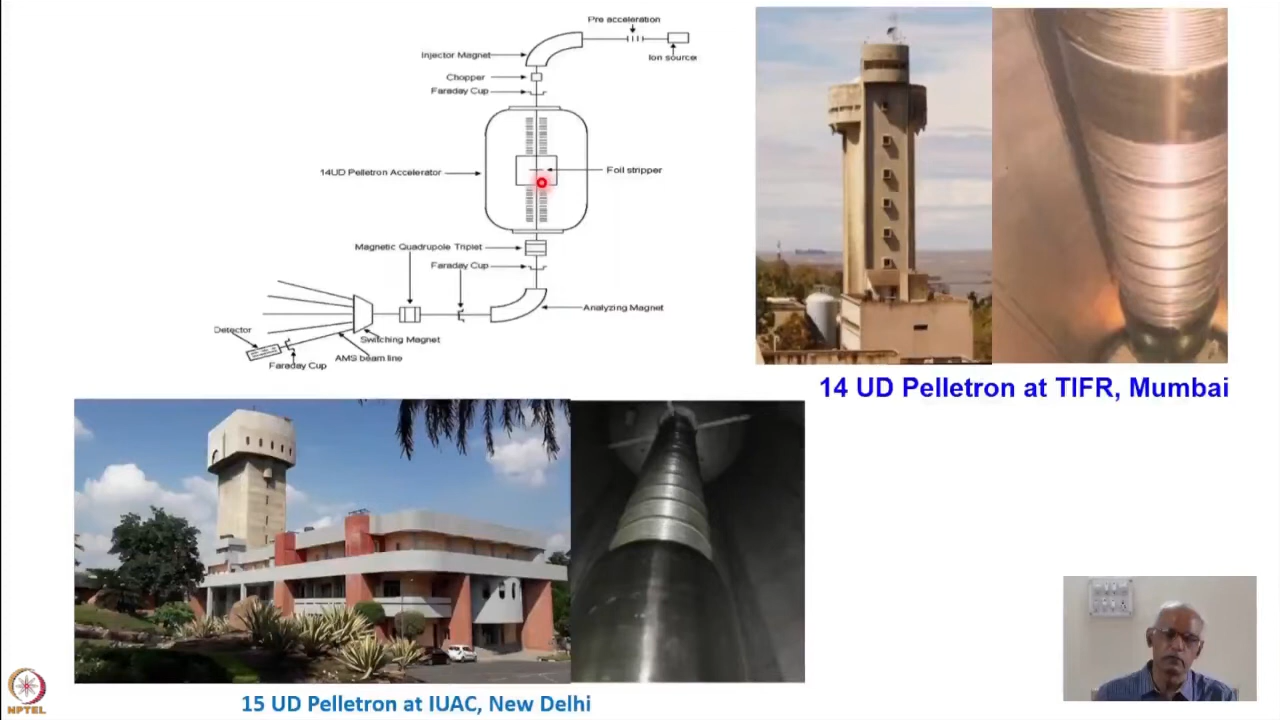 Pre acceleration
Ion source
Injector Magnet
Chopper
Faraday Cup
14UD Pelletron Accelerator
Foil stripper
Magnetic Quadrupole Triplet
Faraday Cup
Analyzing Magnet
Detector
Switching Magnet
AMS beam line
Faraday Cup
14 UD Pelletron at TIFR, Mumbai
15 UD Pelletron at IUAC, New Delhi
NPTEL